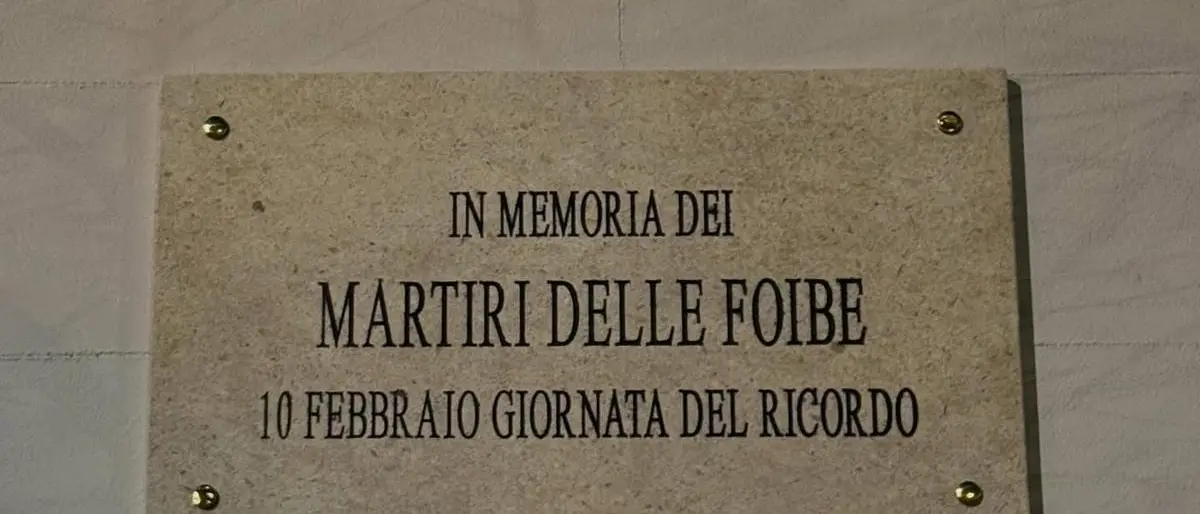 IN MEMORIA DEI
MARTIRI DELLE FOIBE
10 FEBBRAIO GIORNATA DEL RICORDO